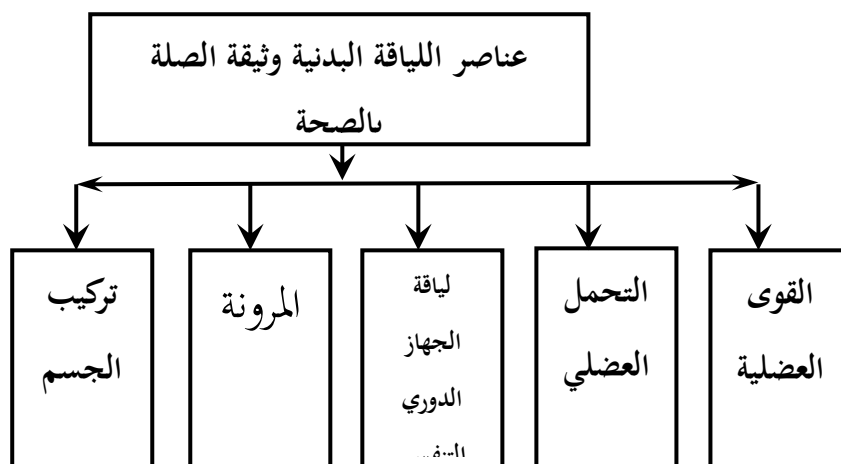 عناصر اللياقة البدنية وثيقة الصلة
بالصحة
القوى
العضلية
التحمل
العضلي
لياقة
الجهاز
الدوري
المرونة
تركيب
الجسم